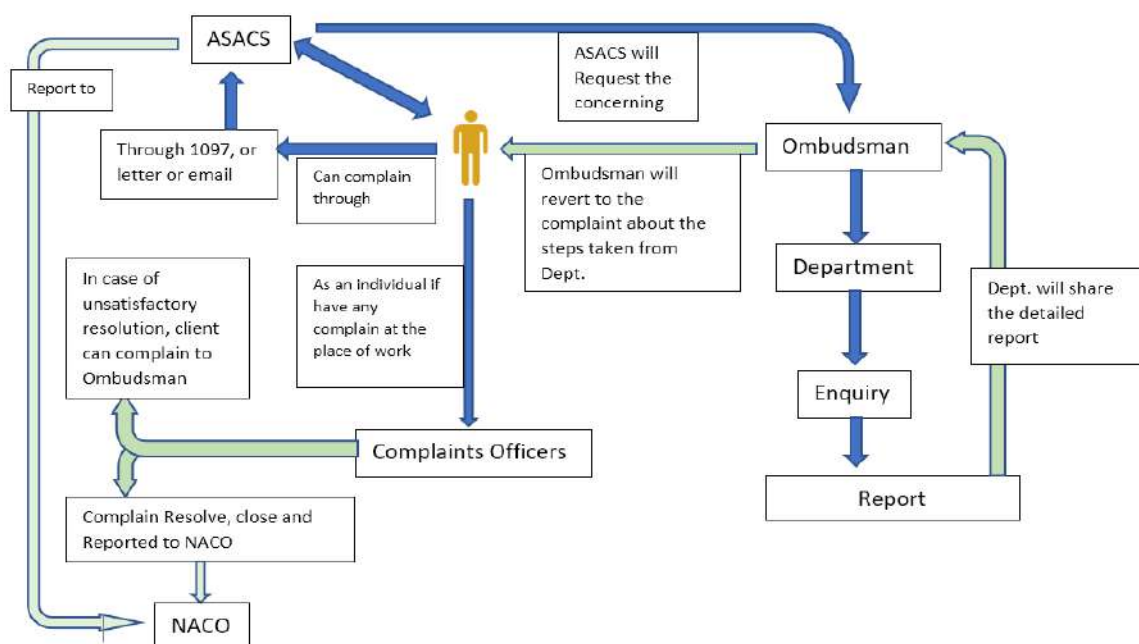 ASACS
Report to
ASACS will
Request the
concerning
Through 1097, or
letter or email
Can complain
through
Ombudsman
Ombudsman will
revert to the
complaint about the
steps taken from
Dept.
In case of
unsatisfactory
resolution, client
can complain to
Ombudsman
As an individual if
have any
complain at the
place of work
Department
Dept. will share
the detailed
report
Enquiry
Complaints Officers
Report
Complain Resolve, close and
Reported to NACO
NACO